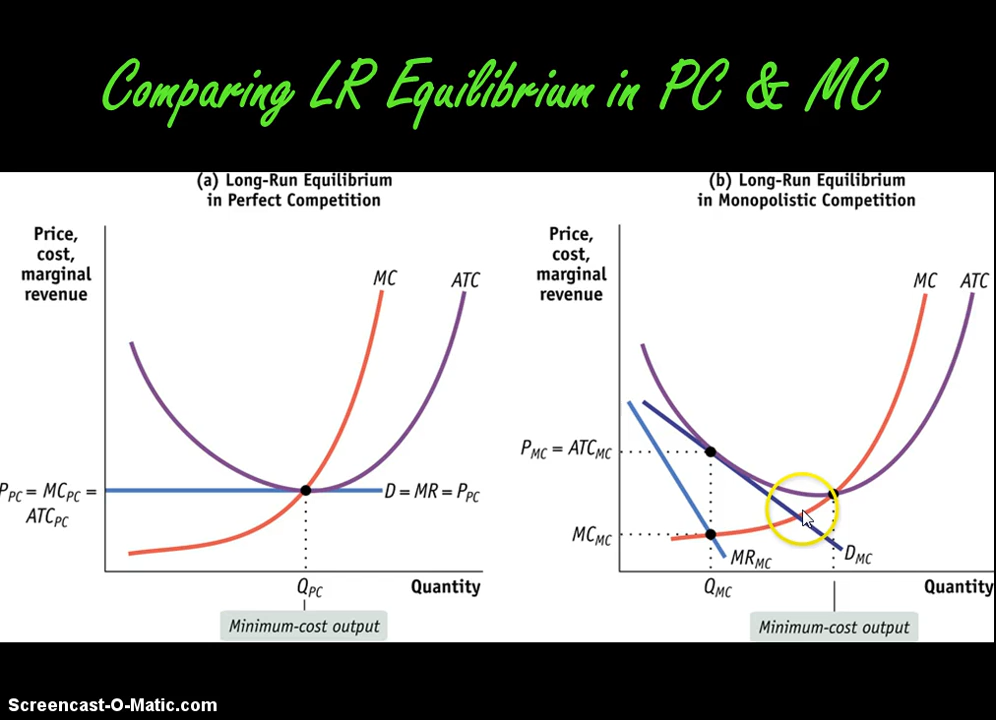 Comparing LR Equilibrium in PC & MC
(a) Long-Run Equilibrium
in Perfect Competition
Price,
cost,
marginal
revenue
MC
ATC
P_PC = MC_PC =
ATC_PC
D = MR = P_PC
Q_PC
Quantity
Minimum-cost output
(b) Long-Run Equilibrium
in Monopolistic Competition
Price,
cost,
marginal
revenue
MC
ATC
P_MC = ATC_MC
MC_MC
MR_MC
D_MC
Q_MC
Quantity
Minimum-cost output
Screencast-O-Matic.com